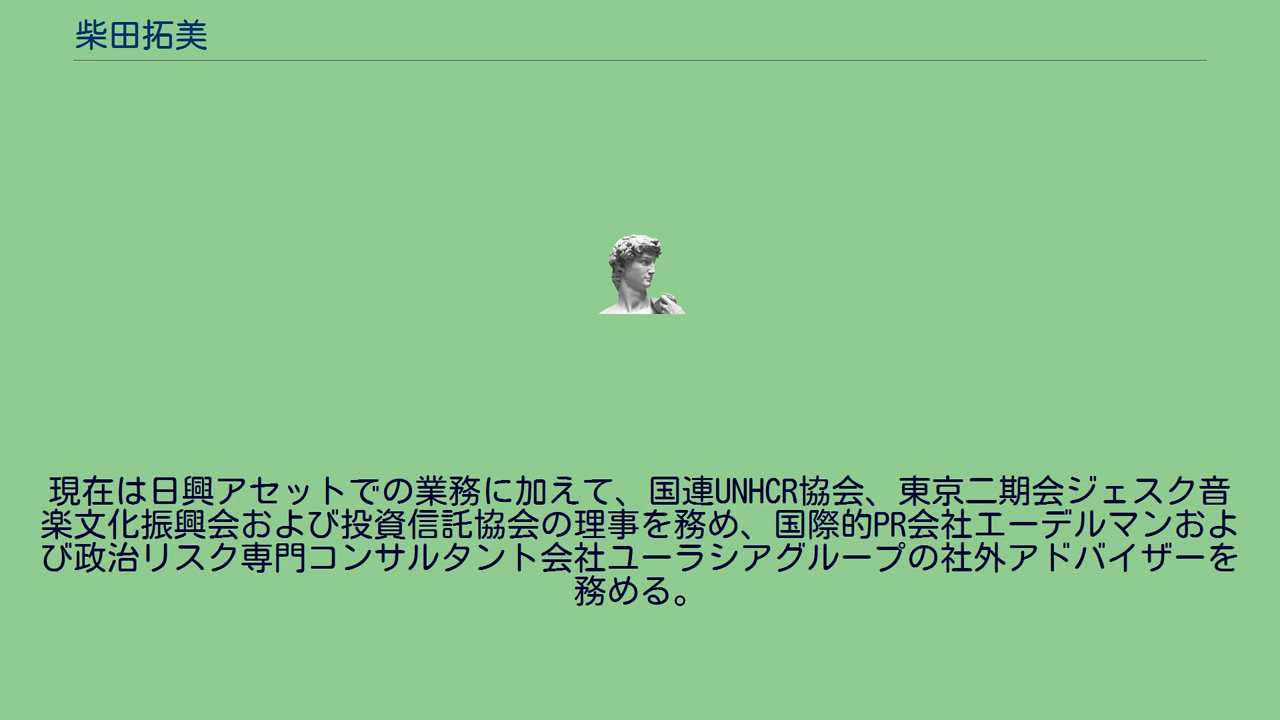 柴田拓美
現在は日興アセットでの業務に加えて、国連UNHCR協会、東京二期会ジェスク音
楽文化振興会および投資信託協会の理事を務め、国際的PR会社エーデルマンおよ
び政治リスク専門コンサルタント会社ユーラシアグループの社外アドバイザーを
務める。